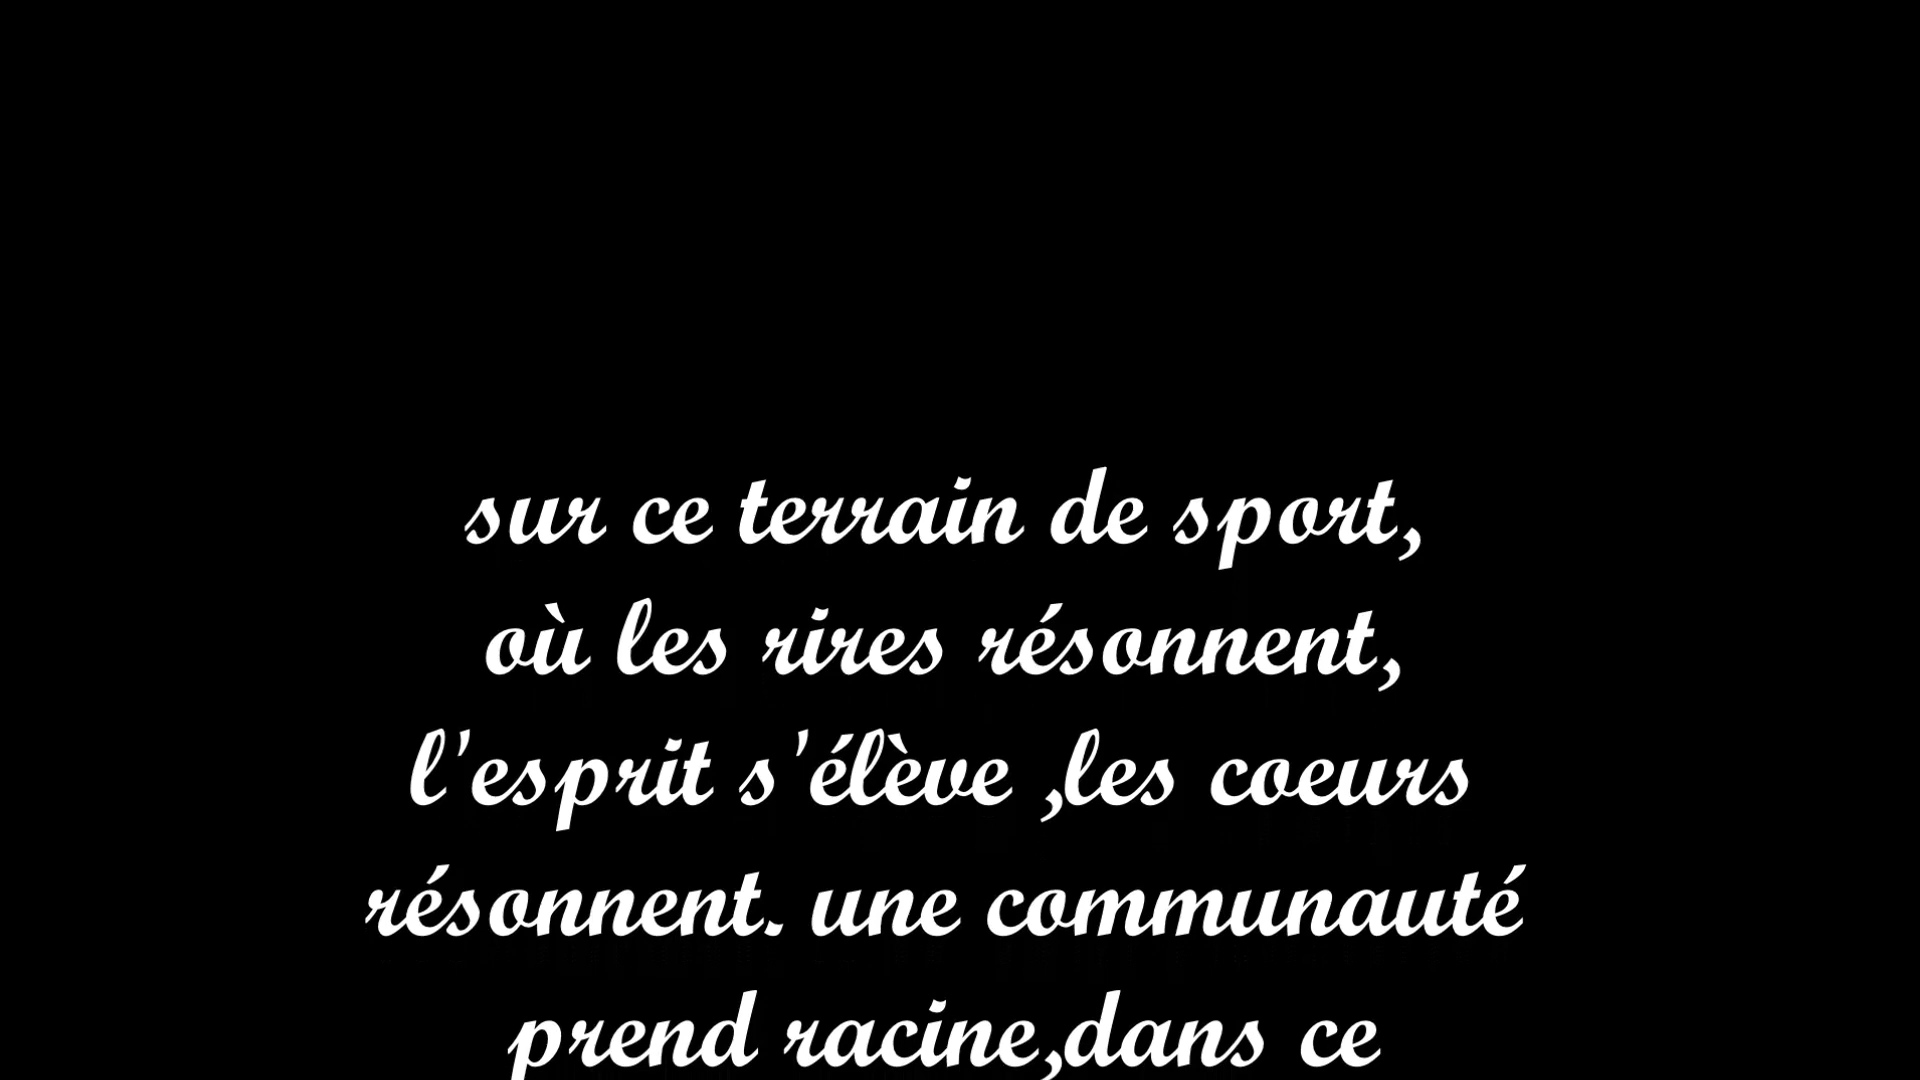 sur ce terrain de sport,
où les rires résonnent,
l'esprit s'élève ,les coeurs
résonnent. une communauté
prend racine,dans ce